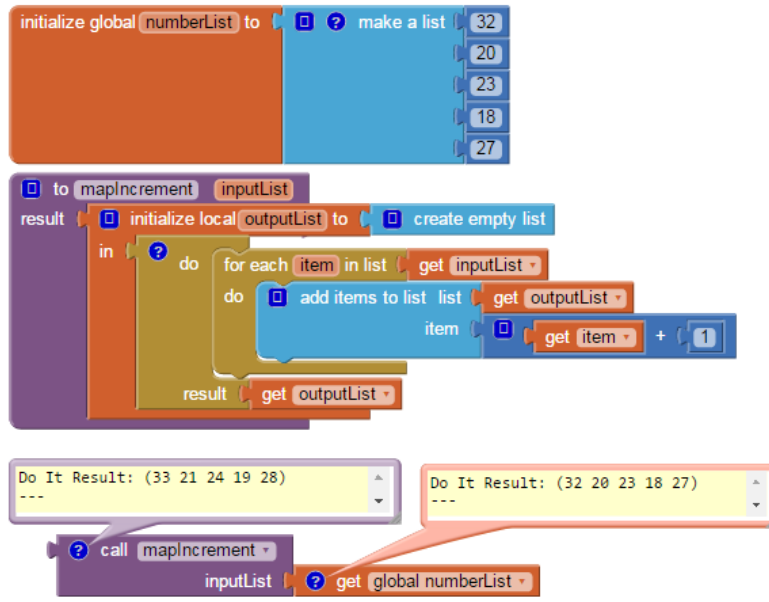 initialize global numberList to ? make a list 32
20
23
18
27
to mapIncrement inputList
result initialize local outputList to create empty list
in ? do for each item in list get inputList
do add items to list list get outputList
item get item + 1
result get outputList
Do It Result: (33 21 24 19 28)
---
Do It Result: (32 20 23 18 27)
---
? call mapIncrement
inputList ? get global numberList